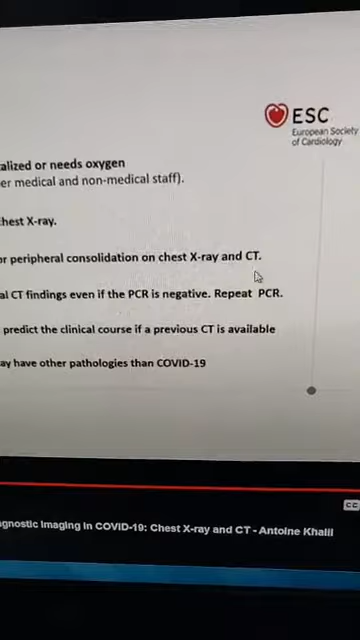 ESC
European Society
of Cardiology
alized or needs oxygen
er medical and non-medical staff).
hest X-ray.
or peripheral consolidation on chest X-ray and CT.
al CT findings even if the PCR is negative. Repeat PCR.
predict the clinical course if a previous CT is available
ay have other pathologies than COVID-19
CC
gnostic Imaging in COVID-19: Chest X-ray and CT - Antoine Khalil